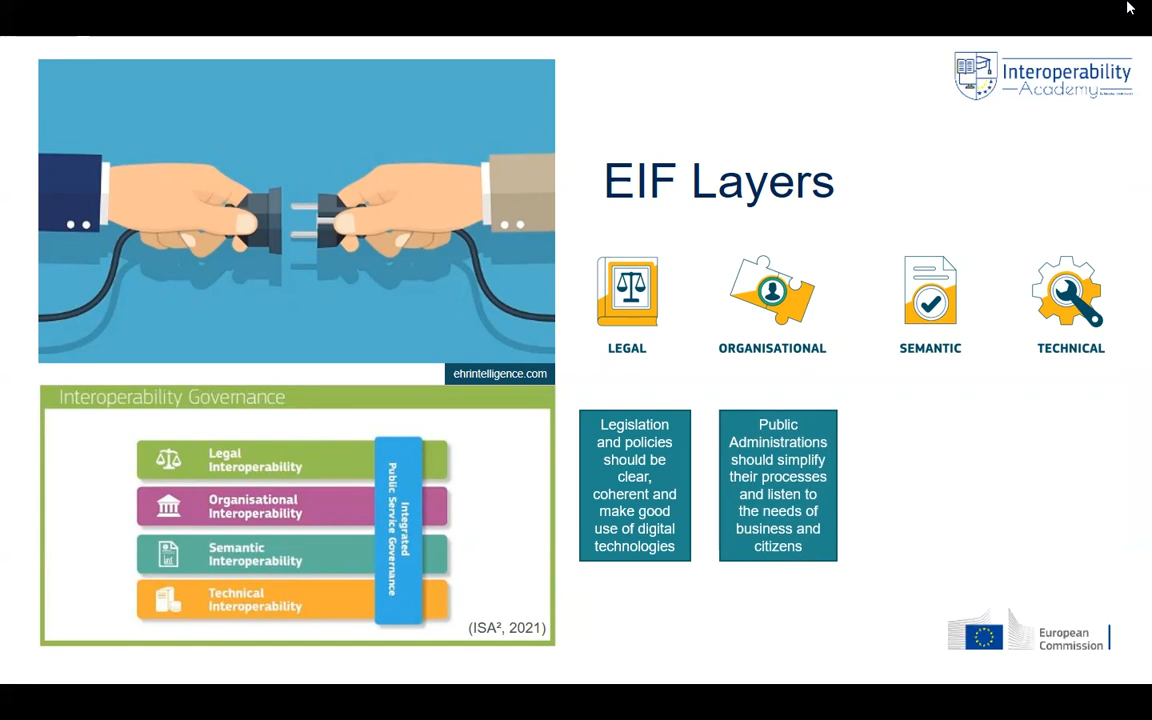 Interoperability
Academy
EIF Layers
LEGAL
ORGANISATIONAL
SEMANTIC
TECHNICAL
ehrintelligence.com
Interoperability Governance
Legal
Interoperability
Organisational
Interoperability
Semantic
Interoperability
Technical
Interoperability
Integrated
Public Service Governance
(ISA², 2021)
Legislation
and policies
should be
clear,
coherent and
make good
use of digital
technologies
Public
Administrations
should simplify
their processes
and listen to
the needs of
business and
citizens
European
Commission